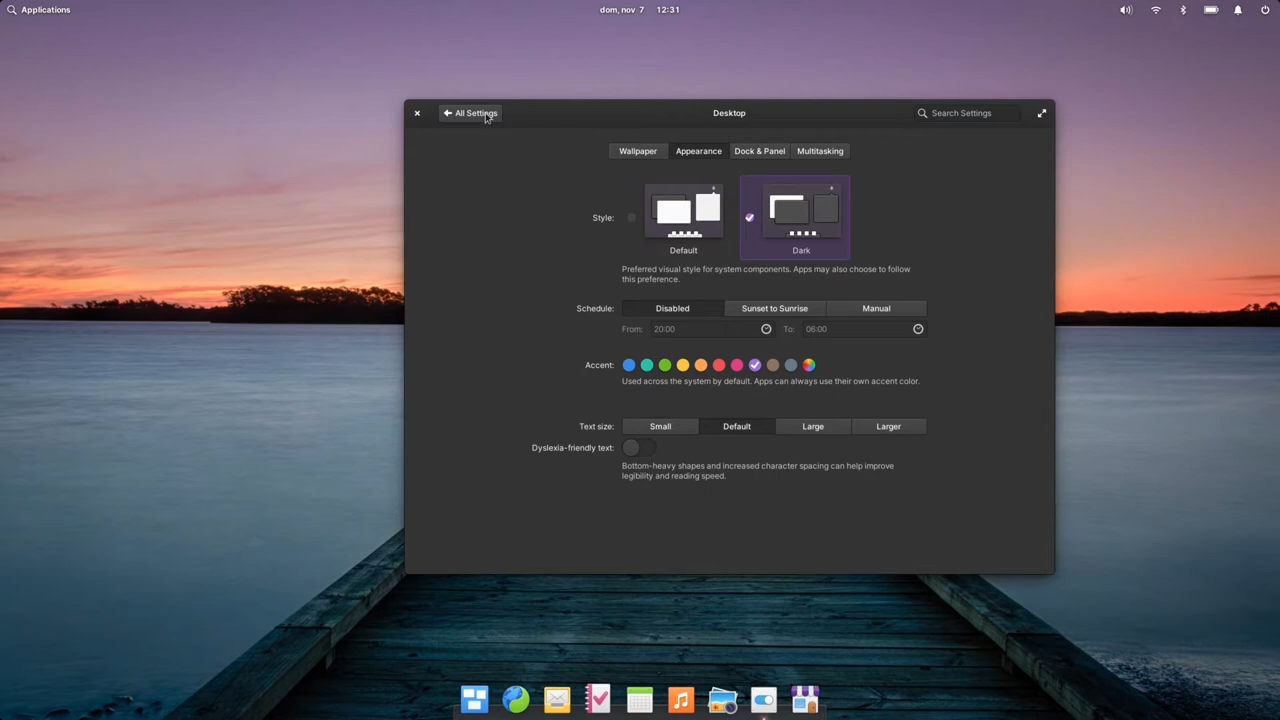 Applications
dom, nov 7 12:31
All Settings
Desktop
Search Settings
Wallpaper Appearance Dock & Panel Multitasking
Style:
Default Dark
Preferred visual style for system components. Apps may also choose to follow
this preference.
Schedule: Disabled Sunset to Sunrise Manual
From: 20:00 To: 06:00
Accent:
Used across the system by default. Apps can always use their own accent color.
Text size: Small Default Large Larger
Dyslexia-friendly text:
Bottom-heavy shapes and increased character spacing can help improve
legibility and reading speed.